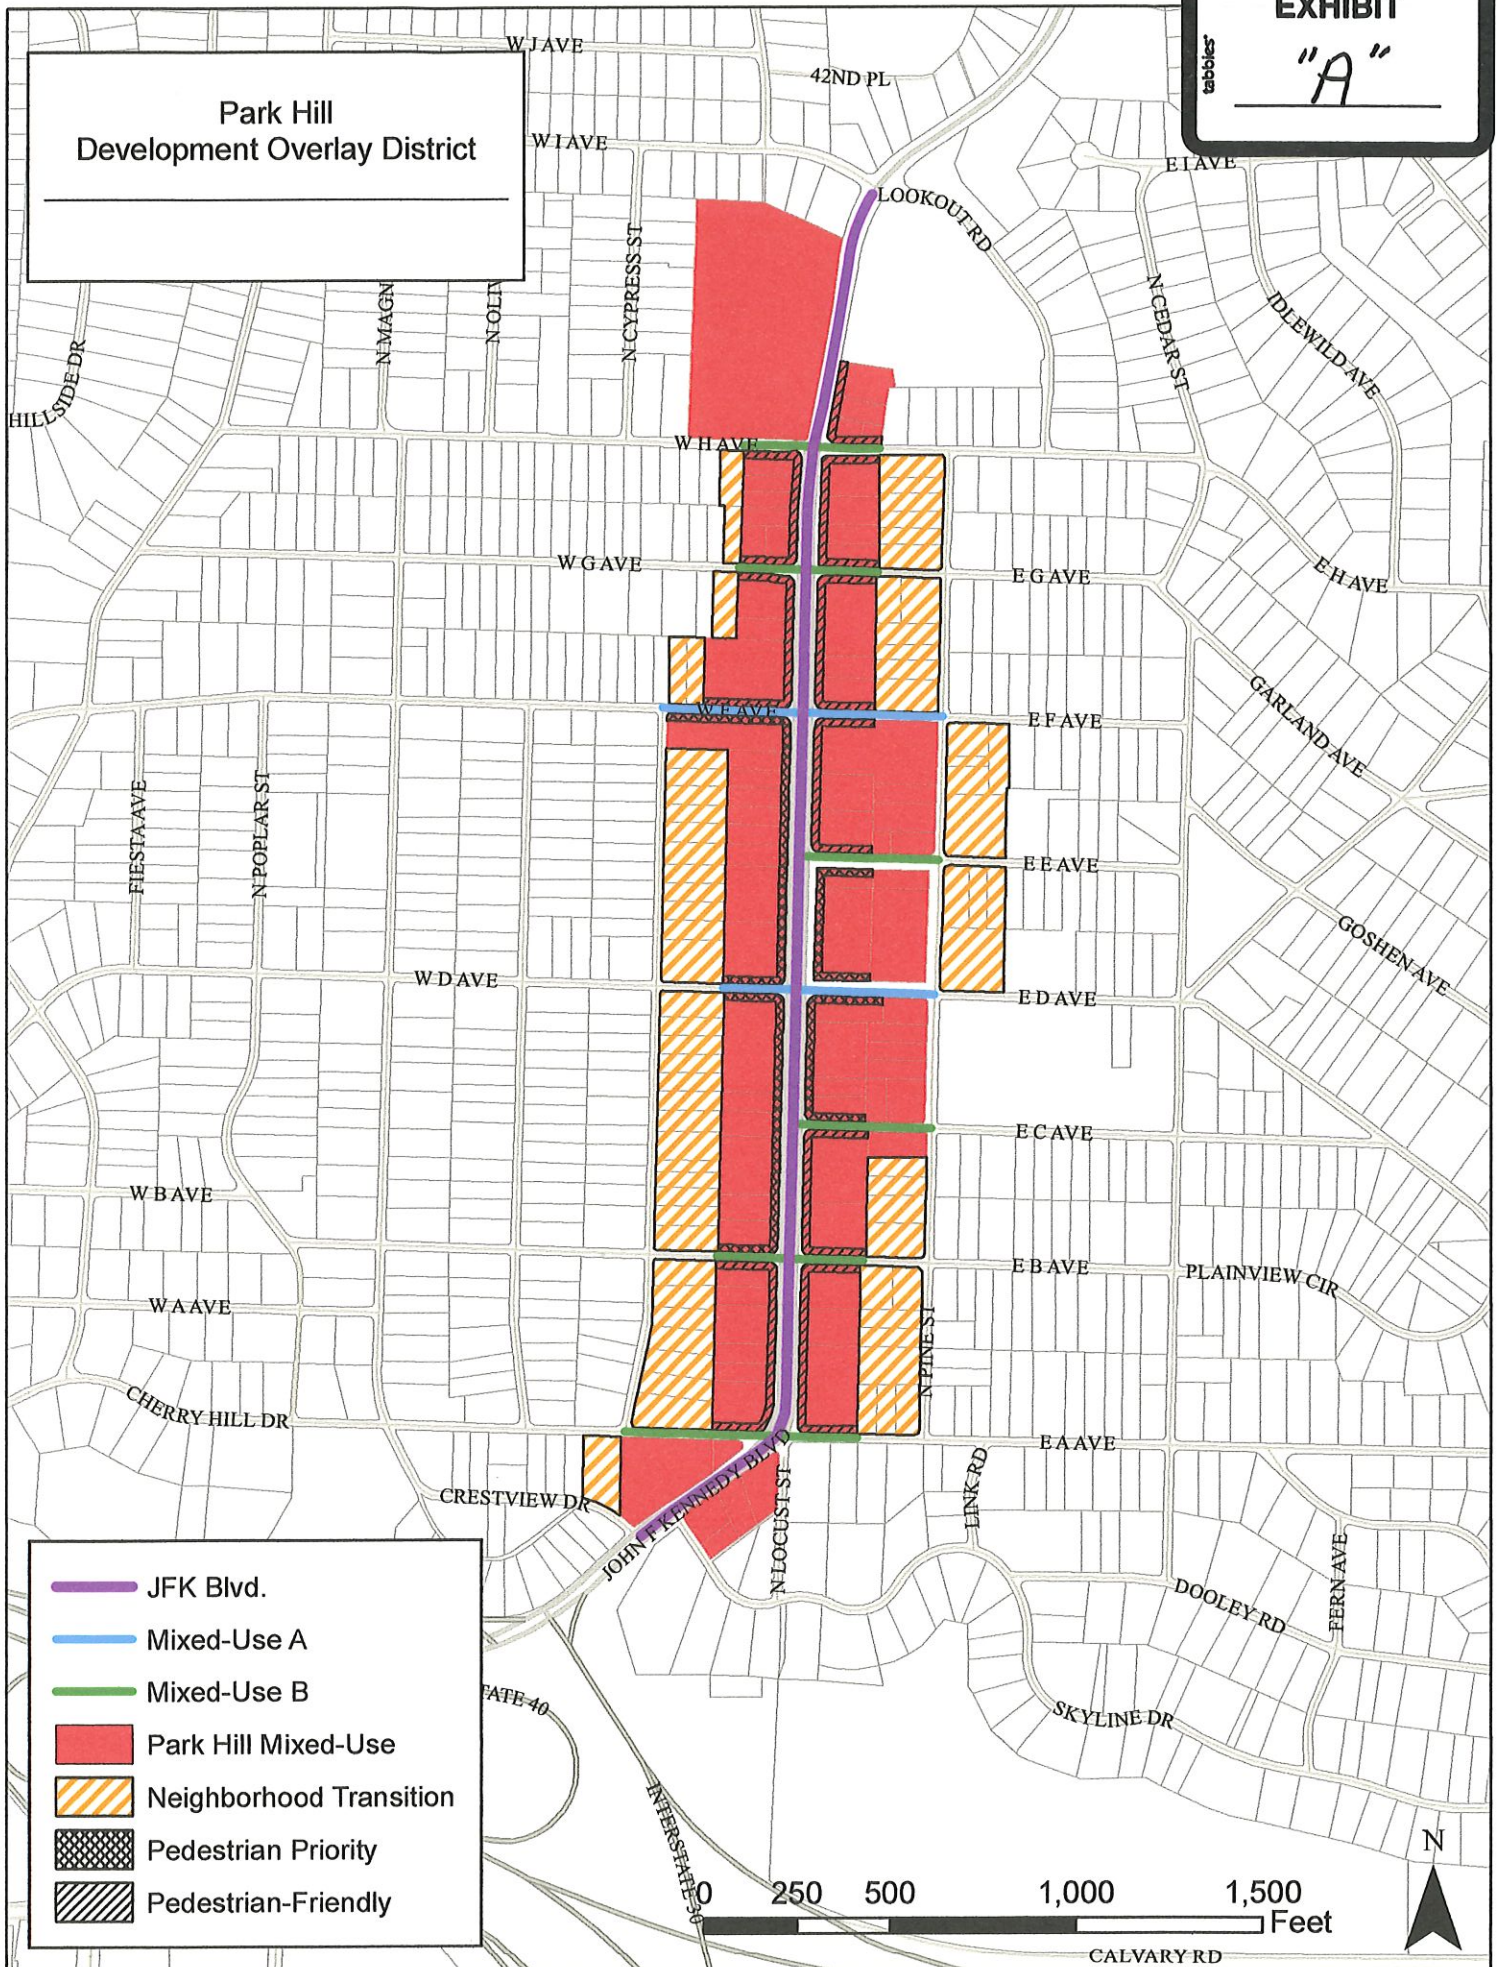 EXHIBIT
"A"
tabbies®
Park Hill
Development Overlay District
W J AVE
42ND PL
W I AVE
E I AVE
LOOKOUT RD
N CYPRESS ST
N MAGN
N OLIV
N CEDAR ST
IDLEWILD AVE
HILLSIDE DR
W H AVE
W G AVE
E G AVE
E H AVE
W F AVE
E F AVE
GARLAND AVE
FIESTA AVE
N POPLAR ST
E E AVE
GOSHEN AVE
W D AVE
E D AVE
E C AVE
W B AVE
E B AVE
PLAINVIEW CIR
W A AVE
N PINE ST
CHERRY HILL DR
E A AVE
CRESTVIEW DR
JOHN F KENNEDY BLVD
N LOCUST ST
LINK RD
DOOLEY RD
FERN AVE
SKYLINE DR
TATE 40
INTERSTATE 30
JFK Blvd.
Mixed-Use A
Mixed-Use B
Park Hill Mixed-Use
Neighborhood Transition
Pedestrian Priority
Pedestrian-Friendly
N
0 250 500 1,000 1,500
Feet
CALVARY RD